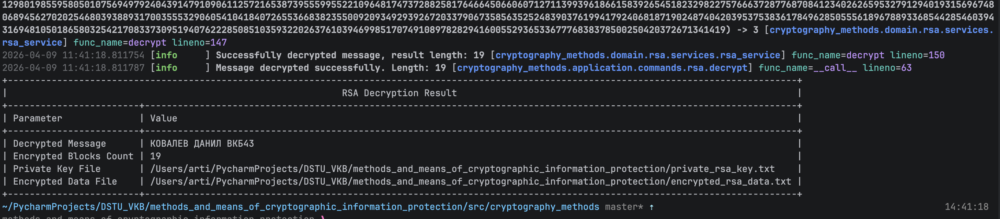 129801985595805010756949792404391479109061125721653873955599552210964817473728825817646645066060712711399396186615839265451823298227576663728776870841234026265953279129401931569674​8
06894562702025468039388931700355532906054104184072655366838235500920934929392672033790673585635252483903761994179240681871902487404203953753836178496285055561896788933685442854603​94
3169481050186580325421708337309519407622285085103593220263761039469985170749108978282941600552936533677768383785002504203726713414​19) -> 3 [cryptography_methods.domain.rsa.services.
rsa_service] func_name=decrypt lineno=147
2026-04-09 11:41:18.811754 [info     ] Successfully decrypted message, result length: 19 [cryptography_methods.domain.rsa.services.rsa_service] func_name=decrypt lineno=150
2026-04-09 11:41:18.811787 [info     ] Message decrypted successfully. Length: 19 [cryptography_methods.application.commands.rsa.decrypt] func_name=__call__ lineno=63
RSA Decryption Result
| Parameter | Value |
| Decrypted Message | КОВАЛЕВ ДАНИЛ ВКБ43 |
| Encrypted Blocks Count | 19 |
| Private Key File | /Users/arti/PycharmProjects/DSTU_VKB/methods_and_means_of_cryptographic_information_protection/private_rsa_key.txt |
| Encrypted Data File | /Users/arti/PycharmProjects/DSTU_VKB/methods_and_means_of_cryptographic_information_protection/encrypted_rsa_data.txt |
~/PycharmProjects/DSTU_VKB/methods_and_means_of_cryptographic_information_protection/src/cryptography_methods master* ⇡ 14:41:18
methods_and_means_of_cryptographic_information_protection ❯